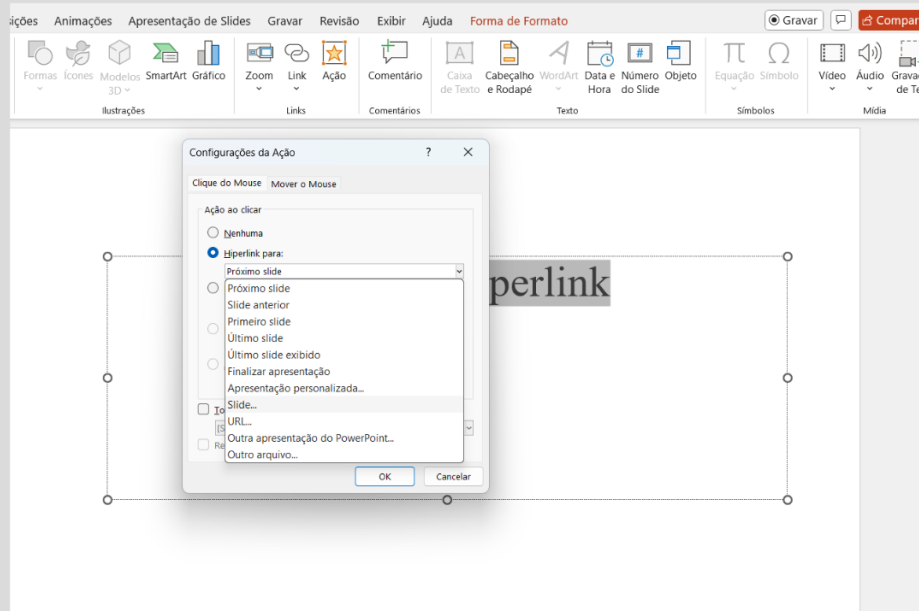 sições Animações Apresentação de Slides Gravar Revisão Exibir Ajuda Forma de Formato Gravar Compar
Formas Ícones Modelos 3D SmartArt Gráfico
Zoom Link Ação
Comentário
Caixa de Texto Cabeçalho e Rodapé WordArt Data e Hora Número do Slide Objeto
Equação Símbolo
Vídeo Áudio Gravaç de Te
Ilustrações Links Comentários Texto Símbolos Mídia
Configurações da Ação ?
Clique do Mouse Mover o Mouse
Ação ao clicar
Nenhuma
Hiperlink para:
Próximo slide
perlink
Próximo slide
Slide anterior
Primeiro slide
Último slide
Último slide exibido
Finalizar apresentação
Apresentação personalizada...
Slide...
To
URL...
[S
Outra apresentação do PowerPoint...
Re
Outro arquivo...
OK Cancelar